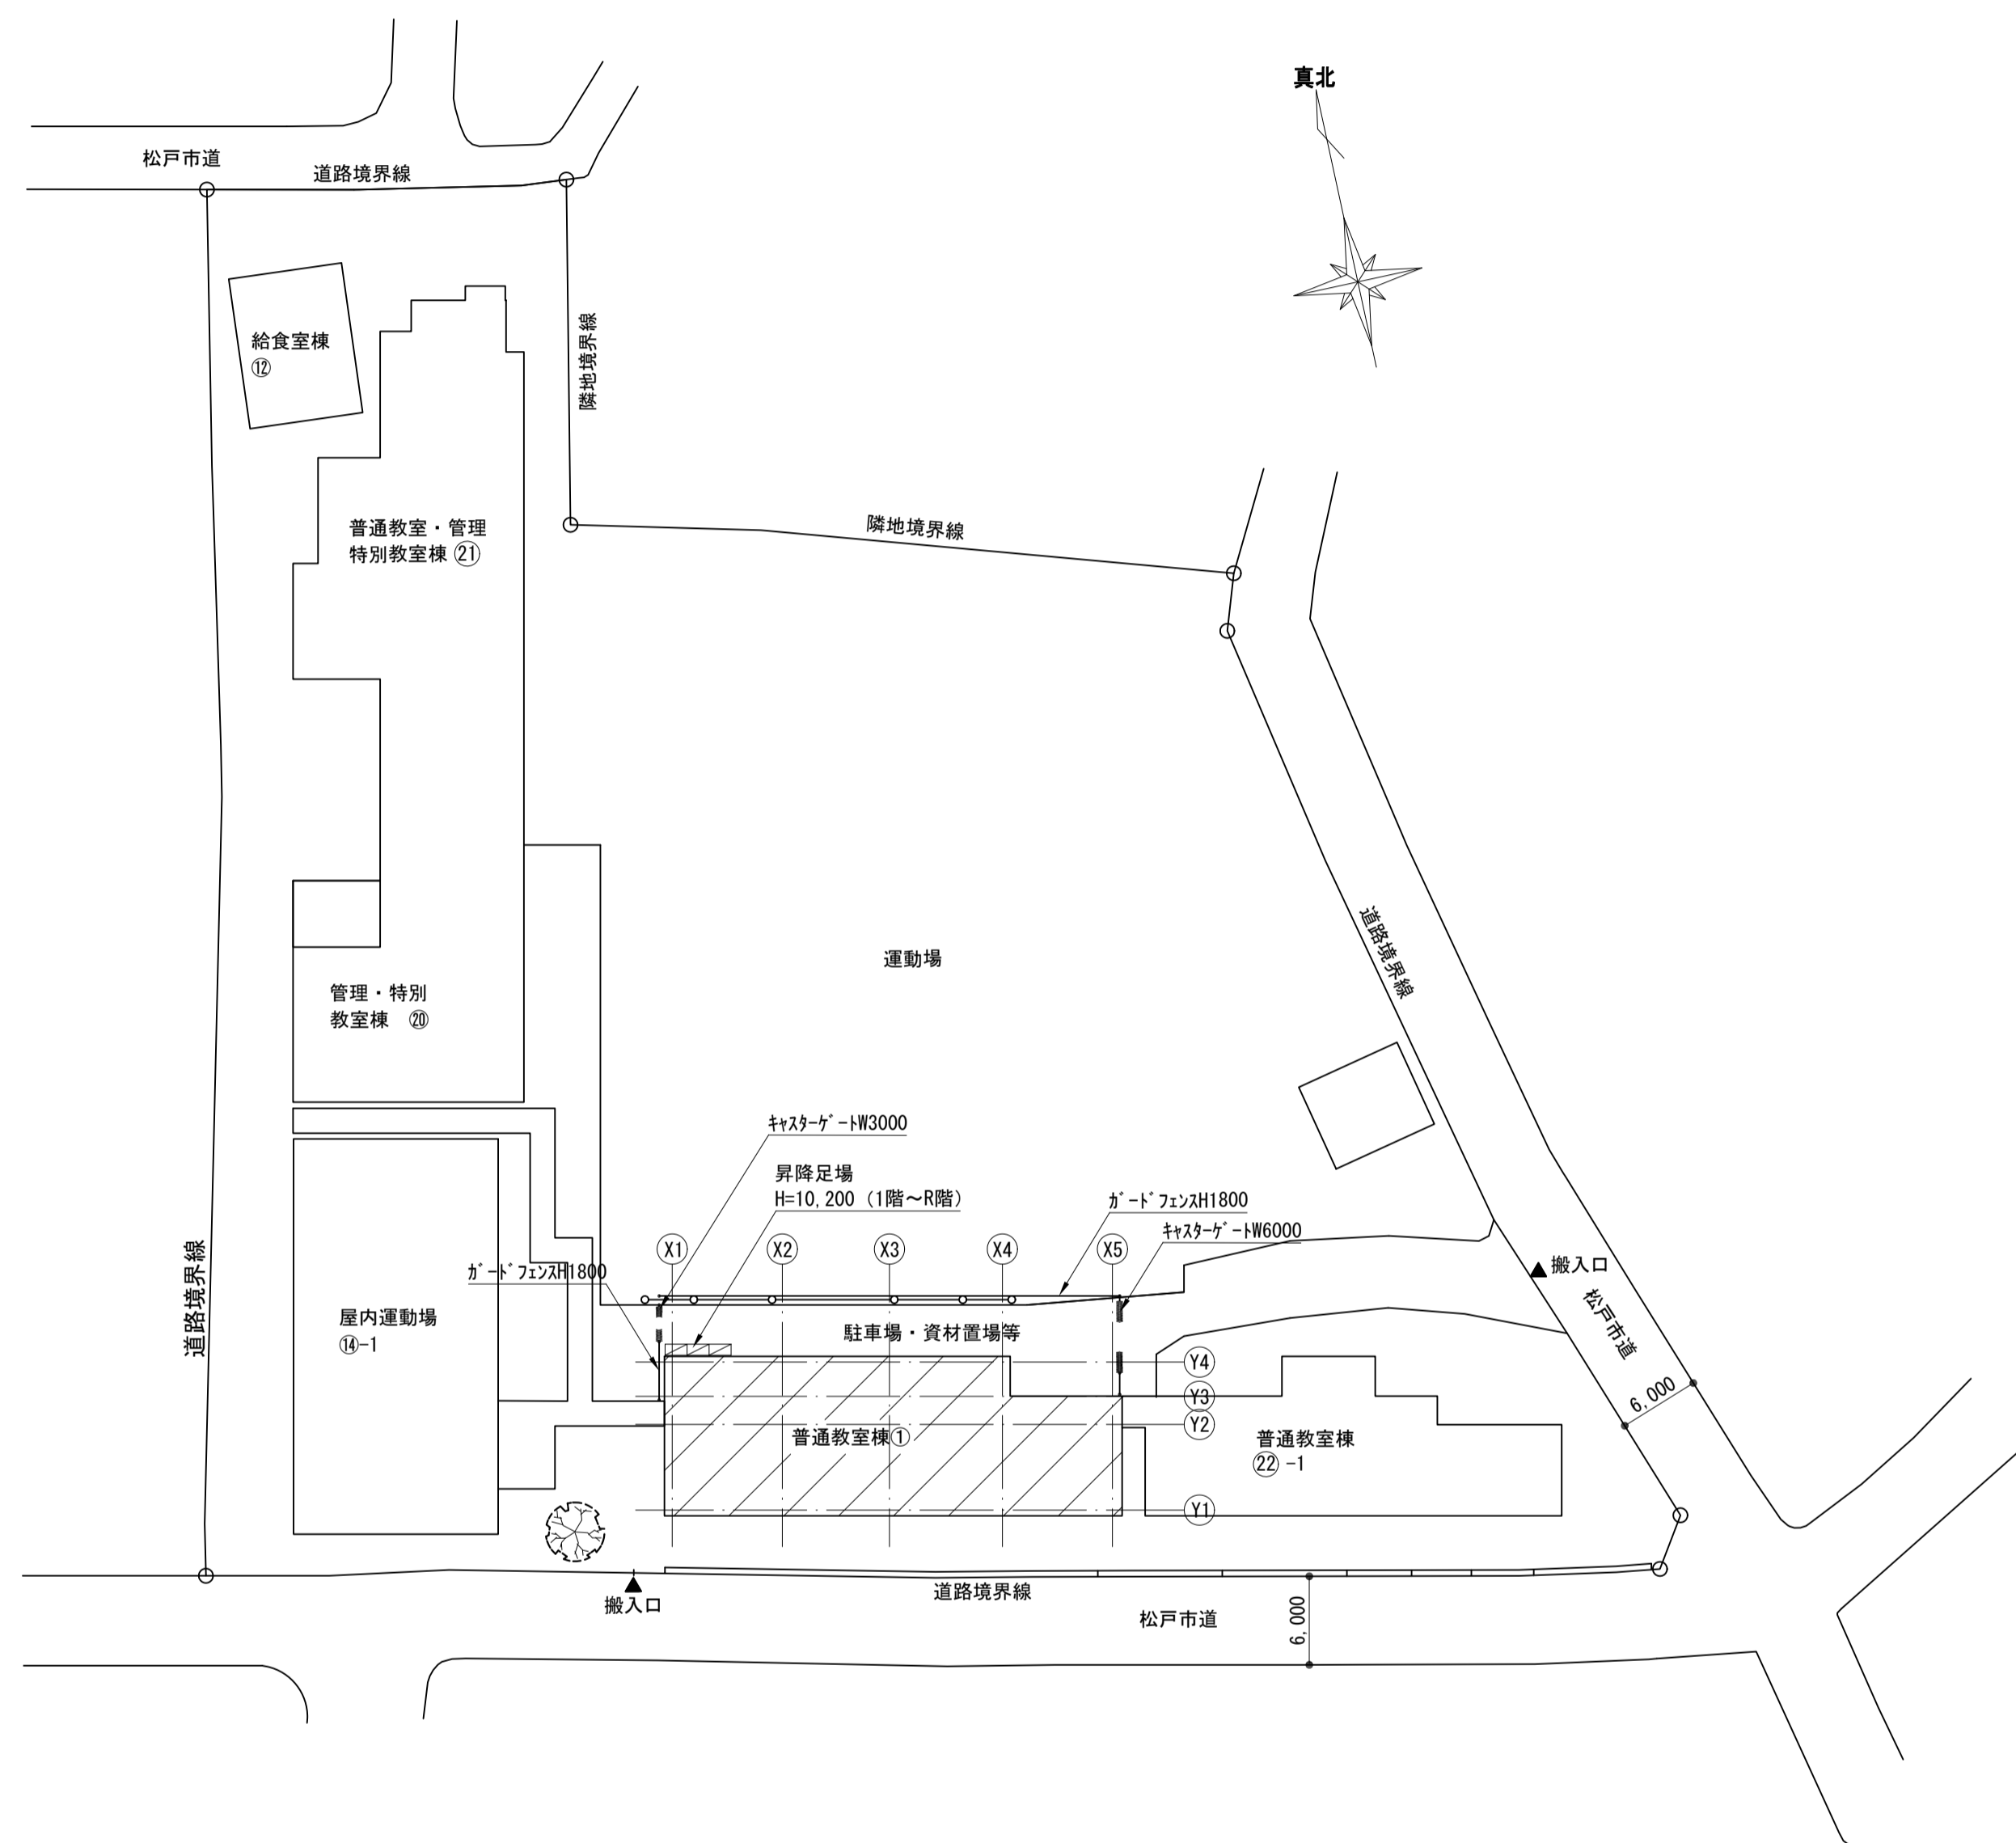 真北
松戸市道
道路境界線
給食室棟
⑫
隣地境界線
普通教室・管理
特別教室棟 ㉑
隣地境界線
道路境界線
運動場
管理・特別
教室棟 ⑳
ｷｬｽﾀｰｹﾞｰﾄW3000
昇降足場
H=10,200（1階～R階）
ｶﾞｰﾄﾞﾌｪﾝｽH1800
ｷｬｽﾀｰｹﾞｰﾄW6000
X1
X2
X3
X4
X5
搬入口
ｶﾞｰﾄﾞﾌｪﾝｽH1800
道路境界線
屋内運動場
⑭-1
駐車場・資材置場等
松戸市道
Y4
Y3
6,000
Y2
普通教室棟①
普通教室棟
㉒-1
Y1
搬入口
道路境界線
松戸市道
6,000